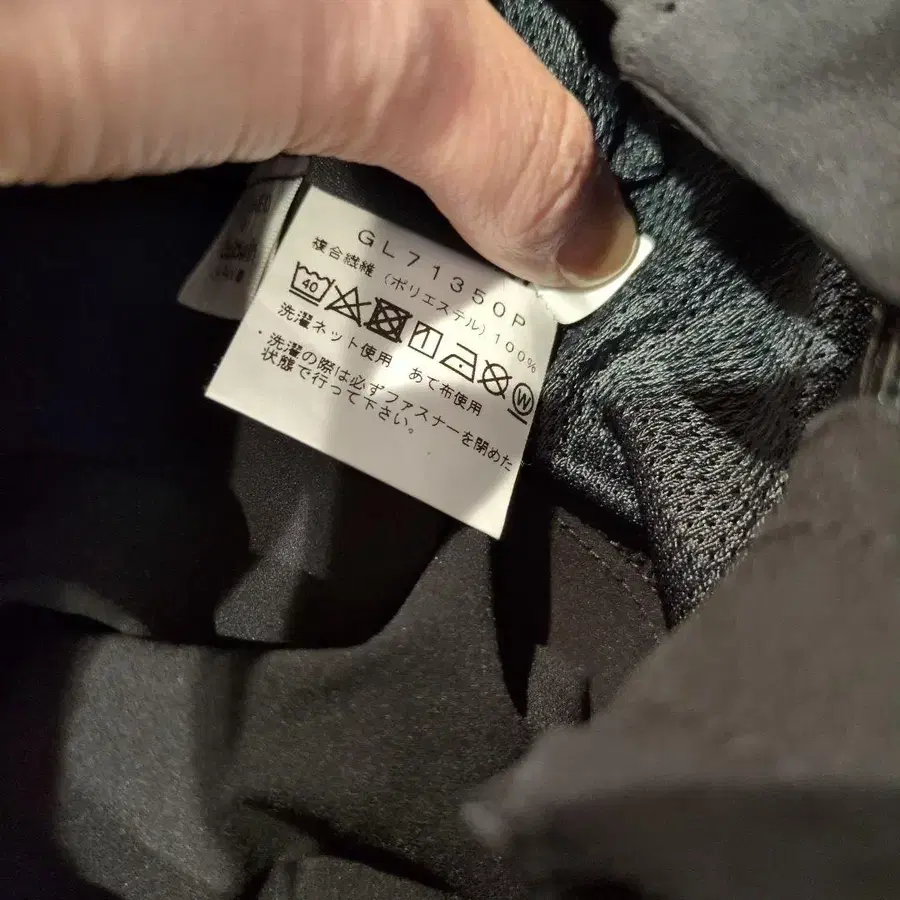 GL71350P
複合繊維(ポリエステル)100%
40 W
洗濯ネット使用 あて布使用
・洗濯の際は必ずファスナーを閉めた
状態で行って下さい。